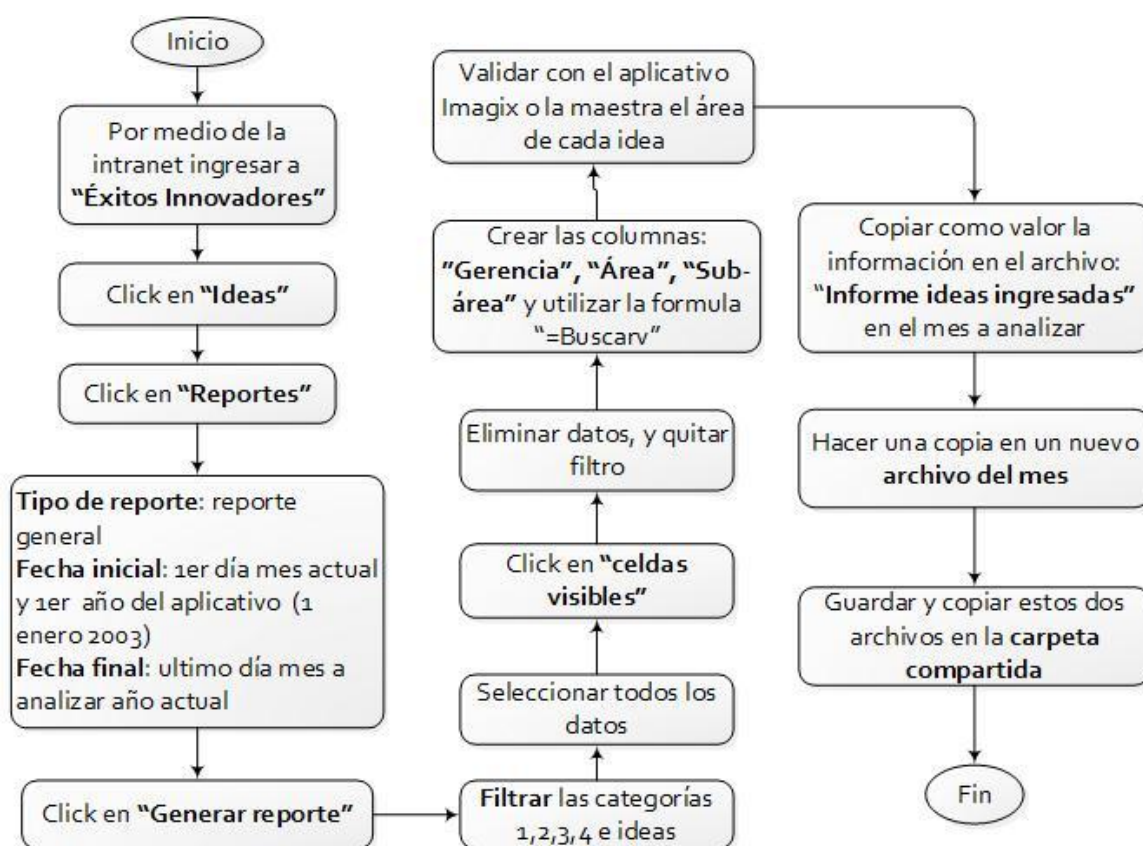 Inicio
Por medio de la
intranet ingresar a
“Éxitos Innovadores”
Click en “Ideas”
Click en “Reportes”
Tipo de reporte: reporte
general
Fecha inicial: 1er día mes actual
y 1er año del aplicativo (1
enero 2003)
Fecha final: ultimo día mes a
analizar año actual
Click en “Generar reporte”
Filtrar las categorías
1,2,3,4 e ideas
Seleccionar todos los
datos
Click en “celdas
visibles”
Eliminar datos, y quitar
filtro
Crear las columnas:
”Gerencia”, “Área”, “Sub-
área” y utilizar la formula
“=Buscarv”
Validar con el aplicativo
Imagix o la maestra el área
de cada idea
Copiar como valor la
información en el archivo:
“Informe ideas ingresadas”
en el mes a analizar
Hacer una copia en un nuevo
archivo del mes
Guardar y copiar estos dos
archivos en la carpeta
compartida
Fin